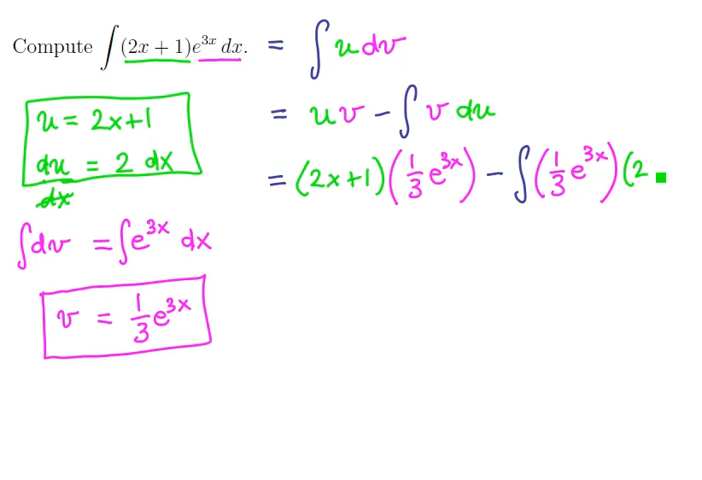 Compute ∫(2x + 1)e^{3x} dx. = ∫ u dv
= uv - ∫ v du
= (2x+1)(1/3 e^{3x}) - ∫(1/3 e^{3x})(2
u = 2x+1
du = 2 dx
dx
∫dv = ∫e^{3x} dx
v = 1/3 e^{3x}